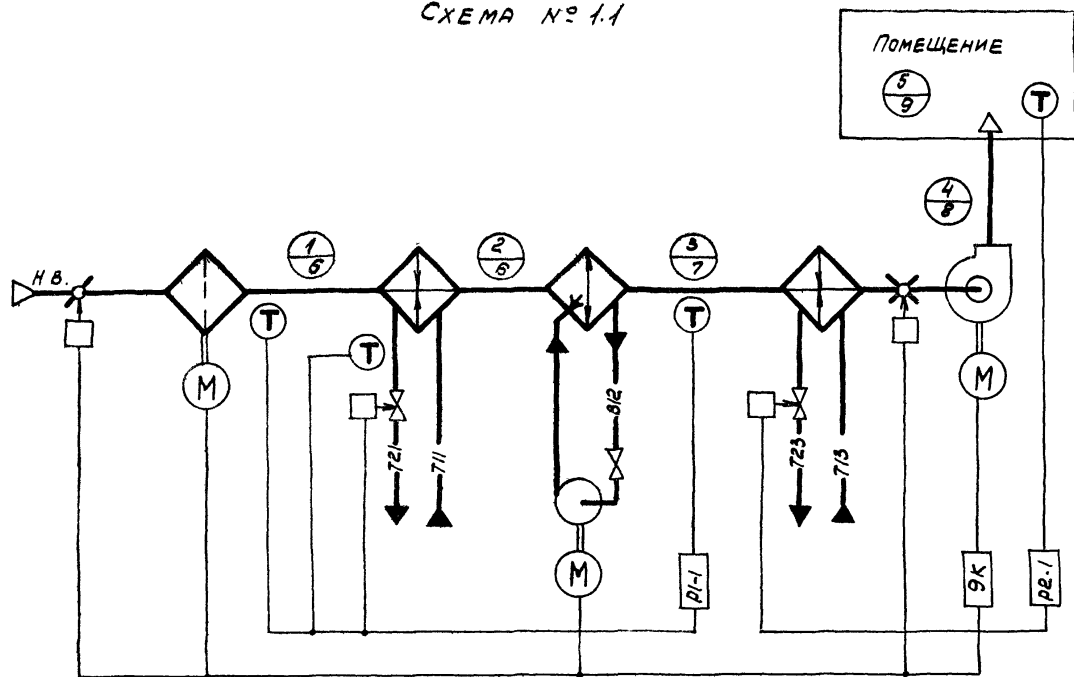 СХЕМА № 1.1
ПОМЕЩЕНИЕ
5
9
Т
4
8
Н.В.
1
6
2
6
3
7
Т
Т
Т
М
М
М
721
711
812
723
713
Р1-1
9К
Р2-1